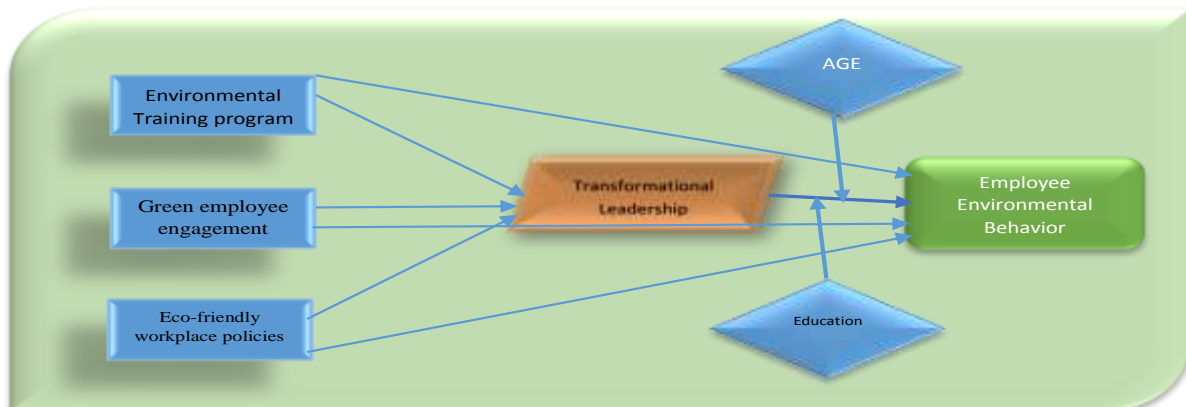 Environmental
Training program
Green employee
engagement
Eco-friendly
workplace policies
Transformational
Leadership
AGE
Education
Employee
Environmental
Behavior